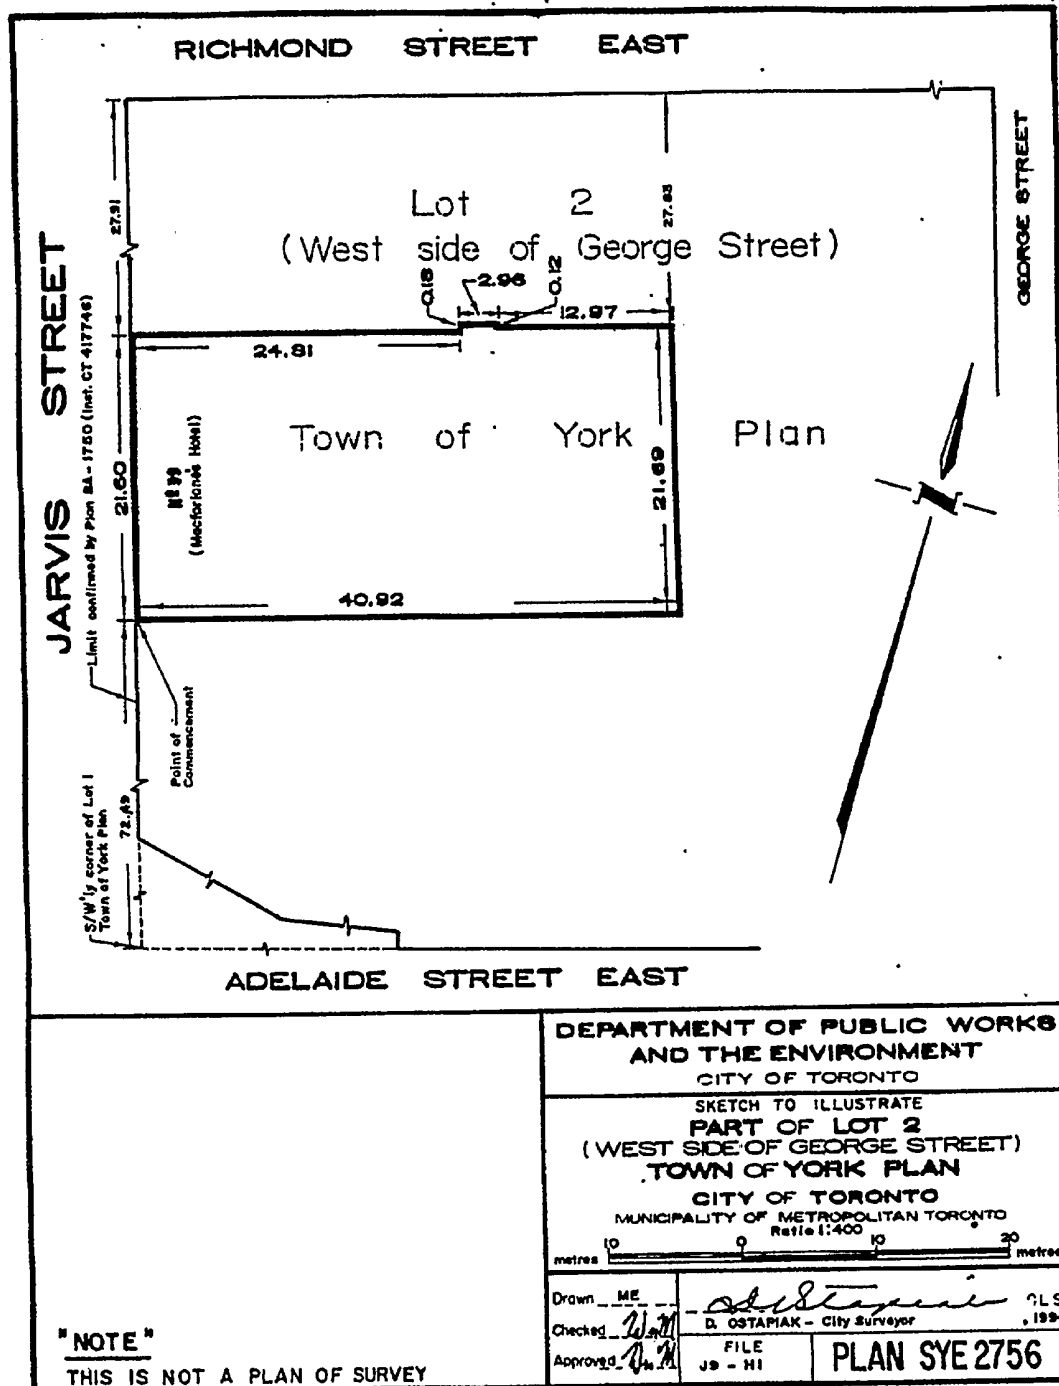 RICHMOND STREET EAST
JARVIS STREET
GEORGE STREET
27.91
27.83
Lot 2
(West side of George Street)
0.18
2.96
0.12
12.97
24.81
Limit confirmed by Plan BA-1750 (Inst. CT 417746)
21.60
Nº 99
(Macfarlane's Hotel)
Town of York Plan
21.69
40.92
Point of
Commencement
S/W'ly corner of Lot 1
Town of York Plan
72.49
ADELAIDE STREET EAST
DEPARTMENT OF PUBLIC WORKS
AND THE ENVIRONMENT
CITY OF TORONTO
SKETCH TO ILLUSTRATE
PART OF LOT 2
(WEST SIDE OF GEORGE STREET)
TOWN OF YORK PLAN
CITY OF TORONTO
MUNICIPALITY OF METROPOLITAN TORONTO
Ratio 1:400
metres 10 0 10 20 metres
Drawn ME
Checked
Approved
D. OSTAPIAK - City Surveyor
FILE
J9 - H1
PLAN SYE 2756
"NOTE"
THIS IS NOT A PLAN OF SURVEY